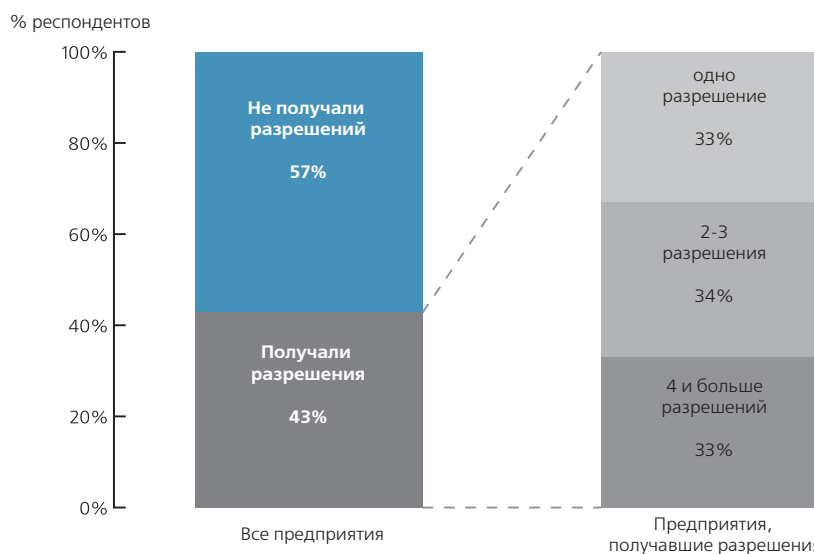 % респондентов
100%
80%
60%
40%
20%
0%
Не получали
разрешений
57%
Получали
разрешения
43%
Все предприятия
одно
разрешение
33%
2-3
разрешения
34%
4 и больше
разрешений
33%
Предприятия,
получавшие разрешения